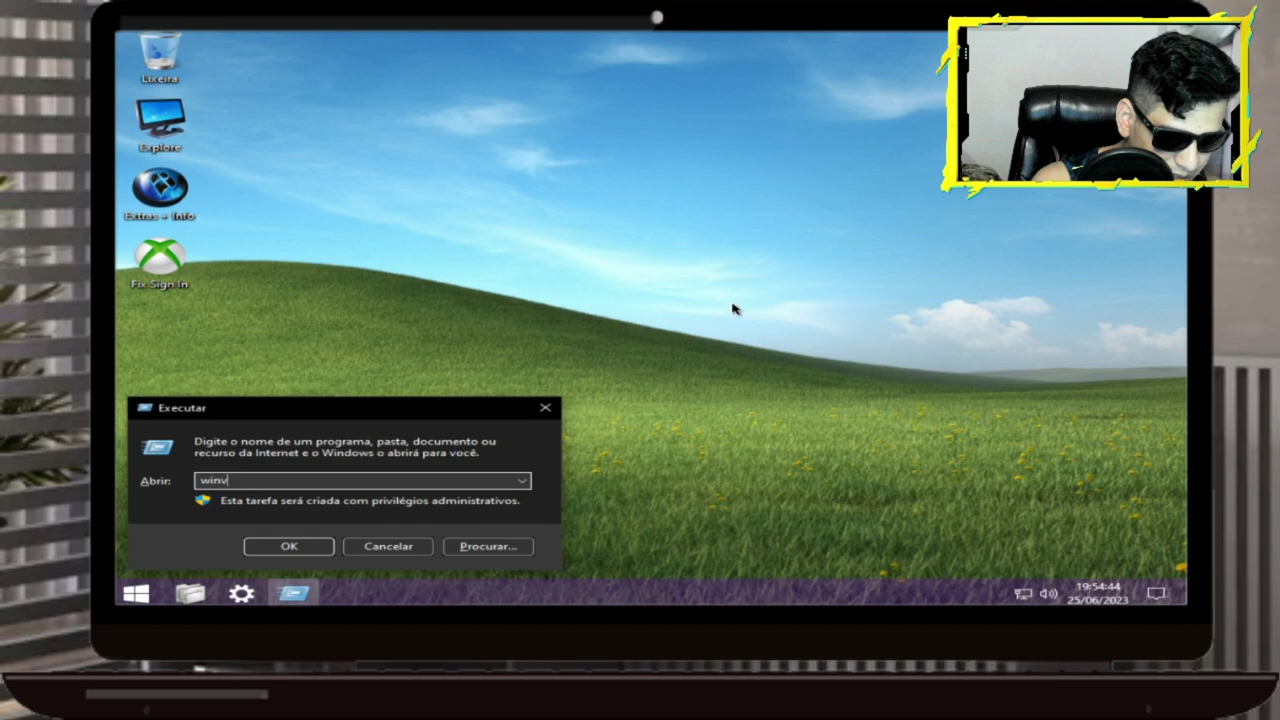 Lixeira
Explore
Extras + Info
Fix Sign In
Executar
Digite o nome de um programa, pasta, documento ou
recurso da Internet e o Windows o abrirá para você.
Abrir:
winv
Esta tarefa será criada com privilégios administrativos.
OK
Cancelar
Procurar...
19:54:44
25/06/2023